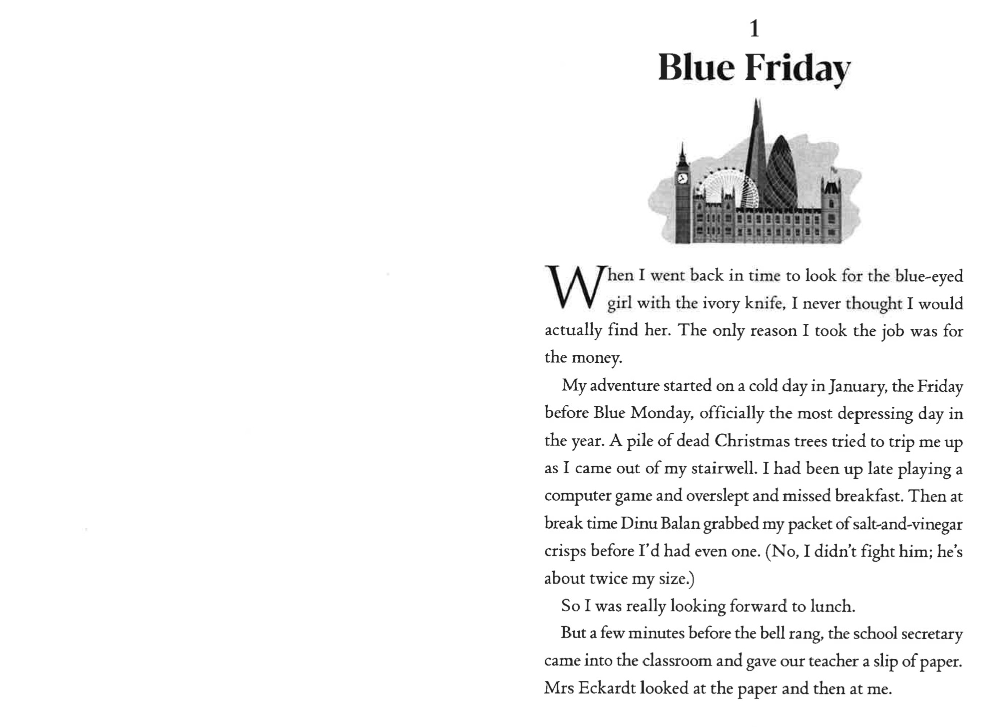 1
Blue Friday
When I went back in time to look for the blue-eyed
girl with the ivory knife, I never thought I would
actually find her. The only reason I took the job was for
the money.
My adventure started on a cold day in January, the Friday
before Blue Monday, officially the most depressing day in
the year. A pile of dead Christmas trees tried to trip me up
as I came out of my stairwell. I had been up late playing a
computer game and overslept and missed breakfast. Then at
break time Dinu Balan grabbed my packet of salt-and-vinegar
crisps before I'd had even one. (No, I didn't fight him; he's
about twice my size.)
So I was really looking forward to lunch.
But a few minutes before the bell rang, the school secretary
came into the classroom and gave our teacher a slip of paper.
Mrs Eckardt looked at the paper and then at me.